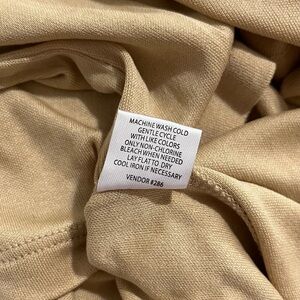 MACHINE WASH COLD
GENTLE CYCLE
WITH LIKE COLORS
ONLY NON-CHLORINE
BLEACH WHEN NEEDED
LAY FLAT TO DRY
COOL IRON IF NECESSARY
VENDOR #286